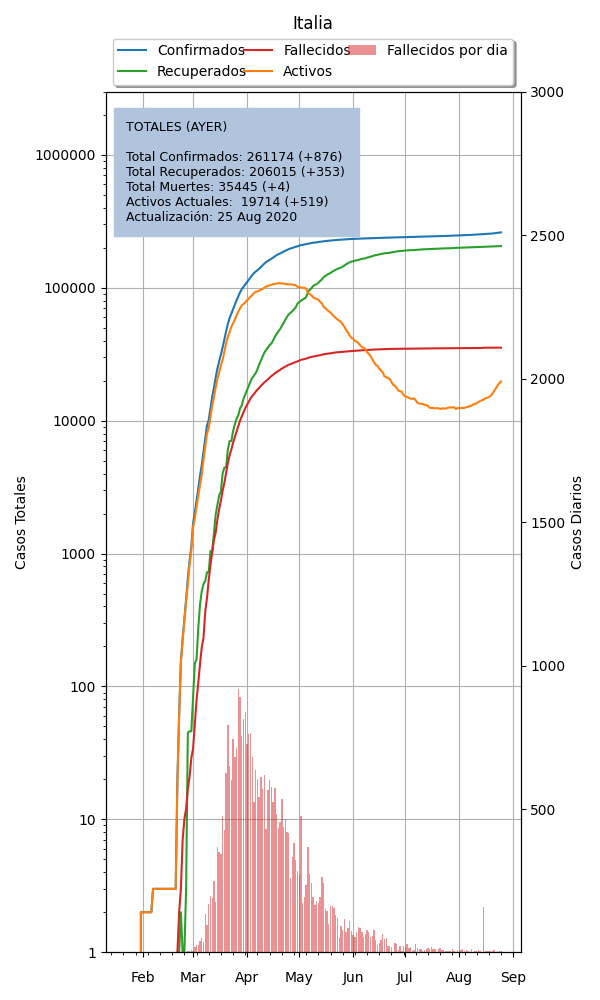 Italia
Confirmados Fallecidos Fallecidos por dia
Recuperados Activos
TOTALES (AYER)
Total Confirmados: 261174 (+876)
Total Recuperados: 206015 (+353)
Total Muertes: 35445 (+4)
Activos Actuales:  19714 (+519)
Actualización: 25 Aug 2020
Casos Totales
1000000
100000
10000
1000
100
10
1
3000
2500
2000
1500
1000
500
Casos Diarios
Feb Mar Apr May Jun Jul Aug Sep